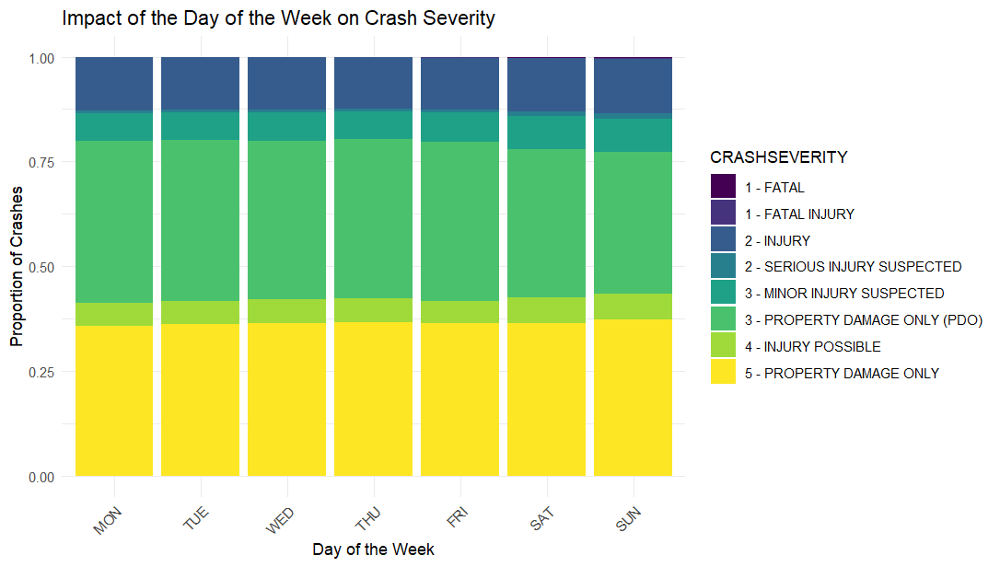 Impact of the Day of the Week on Crash Severity
Proportion of Crashes
1.00
0.75
0.50
0.25
0.00
MON
TUE
WED
THU
FRI
SAT
SUN
Day of the Week
CRASHSEVERITY
1 - FATAL
1 - FATAL INJURY
2 - INJURY
2 - SERIOUS INJURY SUSPECTED
3 - MINOR INJURY SUSPECTED
3 - PROPERTY DAMAGE ONLY (PDO)
4 - INJURY POSSIBLE
5 - PROPERTY DAMAGE ONLY